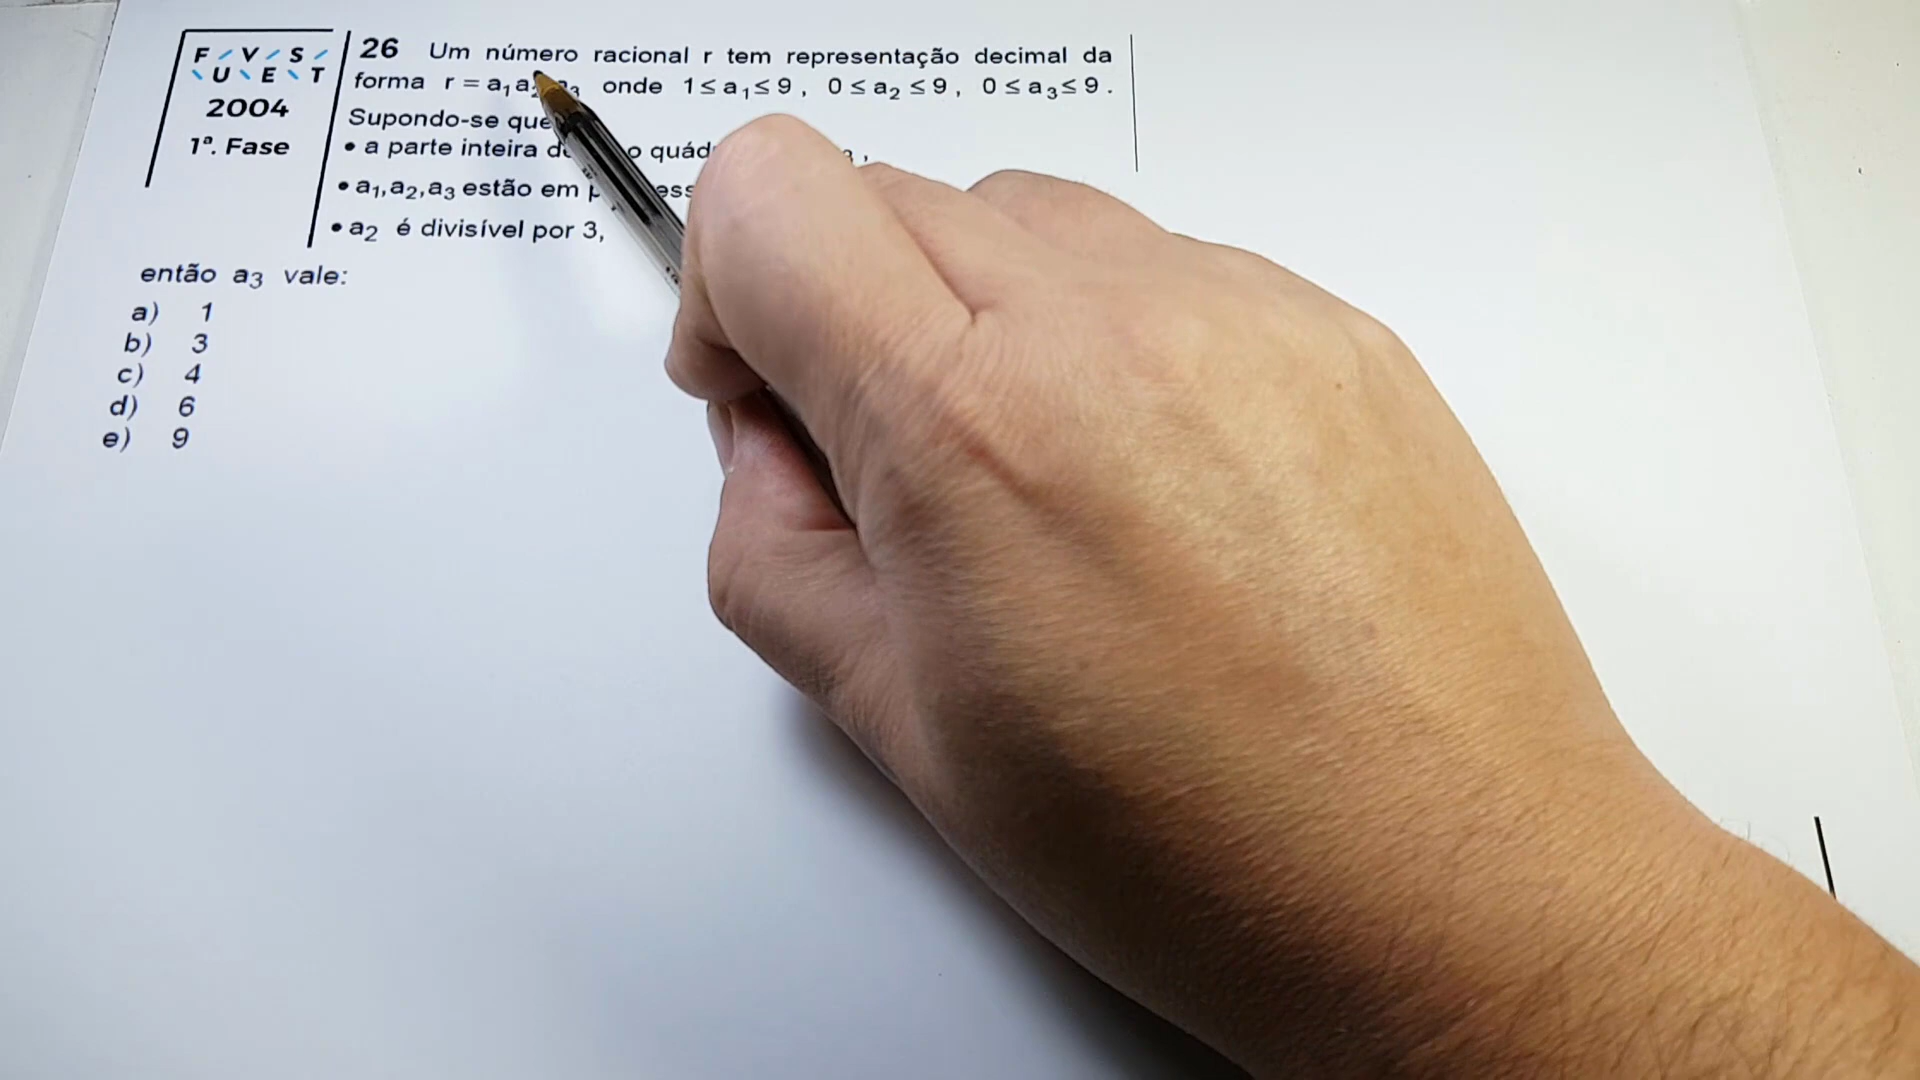 FUVEST
2004
1ª. Fase
26 Um número racional r tem representação decimal da
forma r = a₁a₂ a₃ onde 1 ≤ a₁ ≤ 9 , 0 ≤ a₂ ≤ 9 , 0 ≤ a₃ ≤ 9 .
Supondo-se que
• a parte inteira o
• a₁,a₂,a₃ estão em
• a₂ é divisível por 3,
então a₃ vale:
a) 1
b) 3
c) 4
d) 6
e) 9